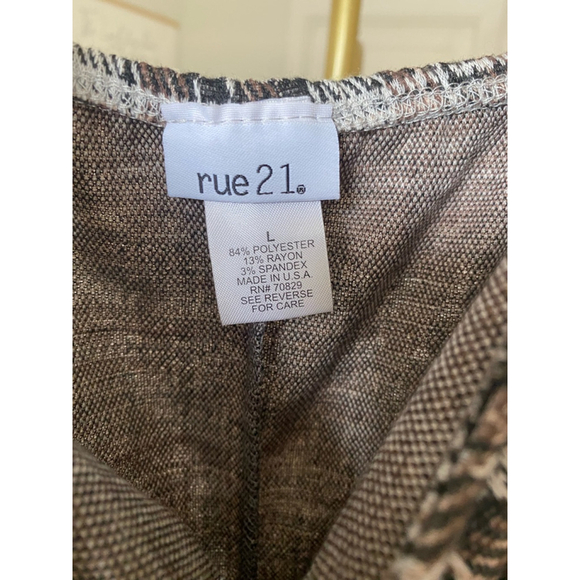 rue21®
L
84% POLYESTER
13% RAYON
3% SPANDEX
MADE IN U.S.A.
RN# 70829
SEE REVERSE
FOR CARE